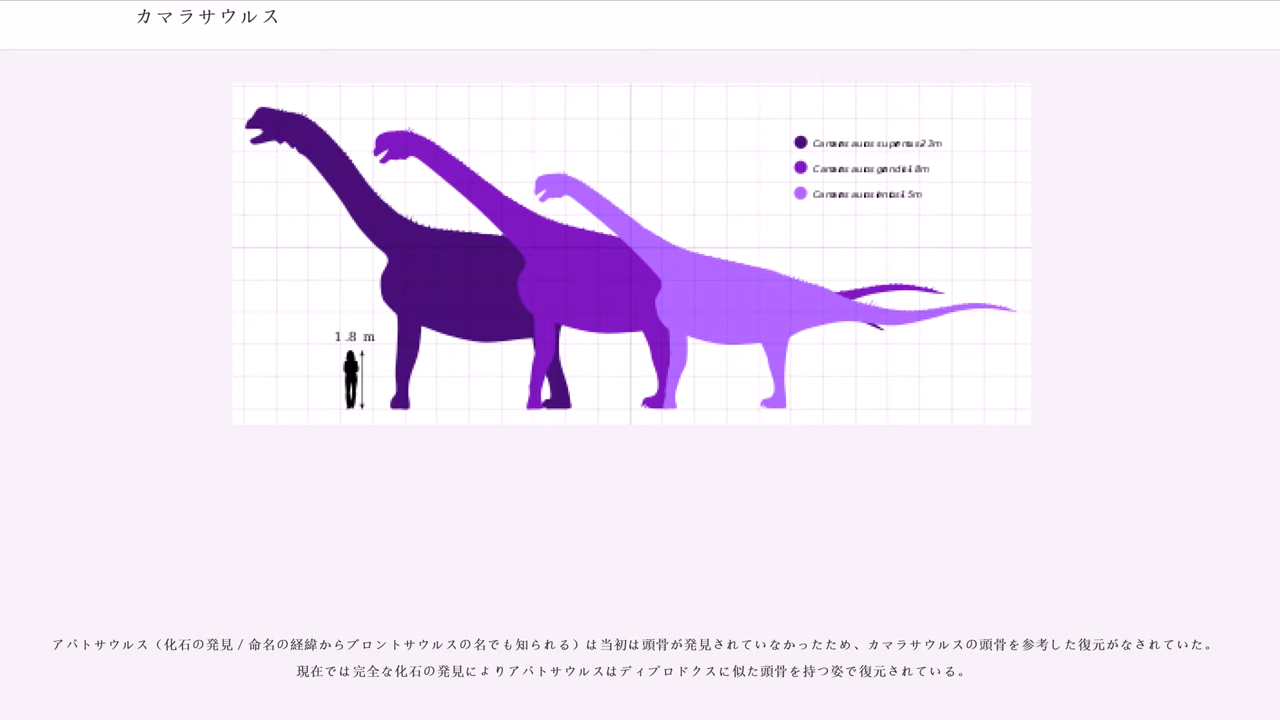 カマラサウルス
1.8 m
アパトサウルス（化石の発見 / 命名の経緯からブロントサウルスの名でも知られる）は当初は頭骨が発見されていなかったため、カマラサウルスの頭骨を参考した復元がなされていた。
現在では完全な化石の発見によりアパトサウルスはディプロドクスに似た頭骨を持つ姿で復元されている。